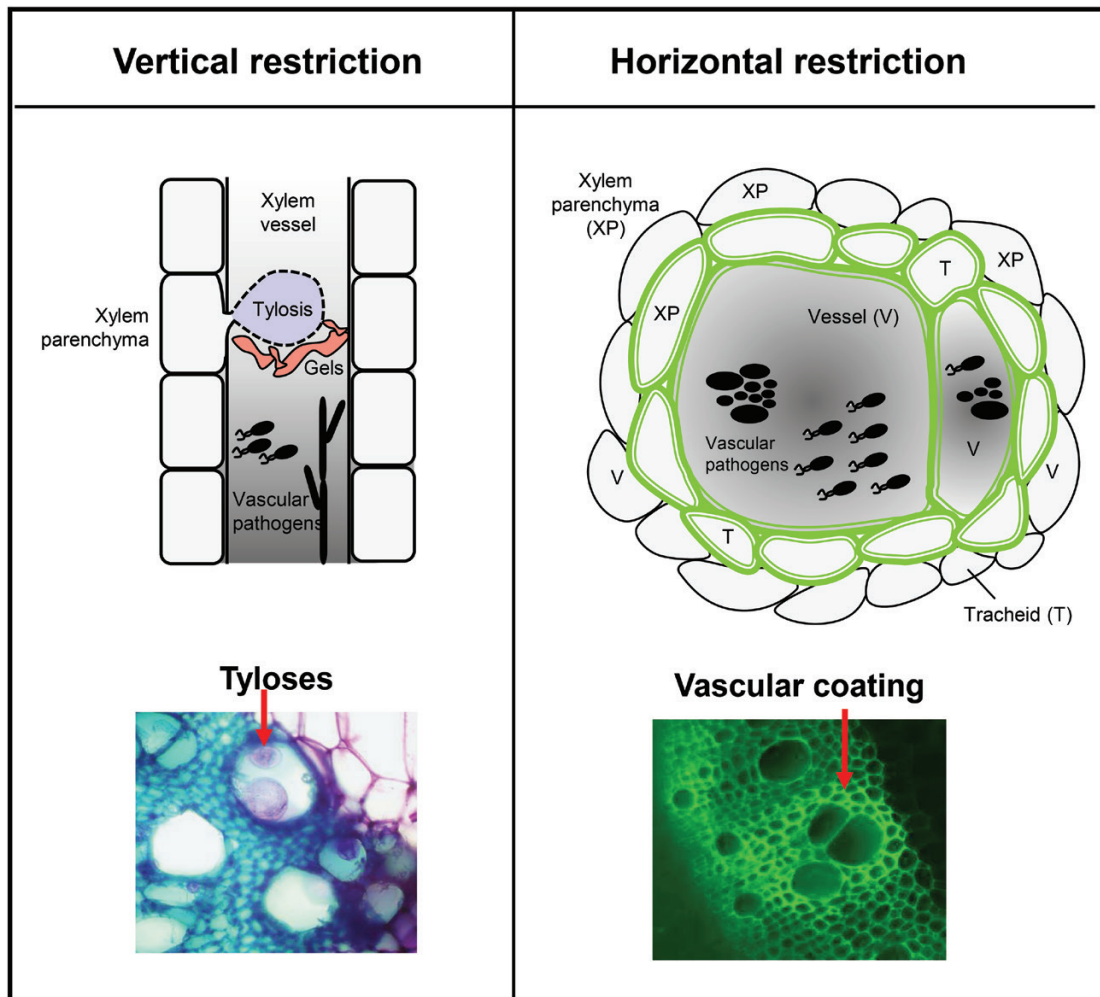 Vertical restriction
Horizontal restriction
Xylem
vessel
Tylosis
Xylem
parenchyma
Gels
Vascular
pathogens
Xylem
parenchyma
(XP)
XP
T
XP
XP
Vessel (V)
Vascular
pathogens
V
V
V
T
Tracheid (T)
Tyloses
Vascular coating